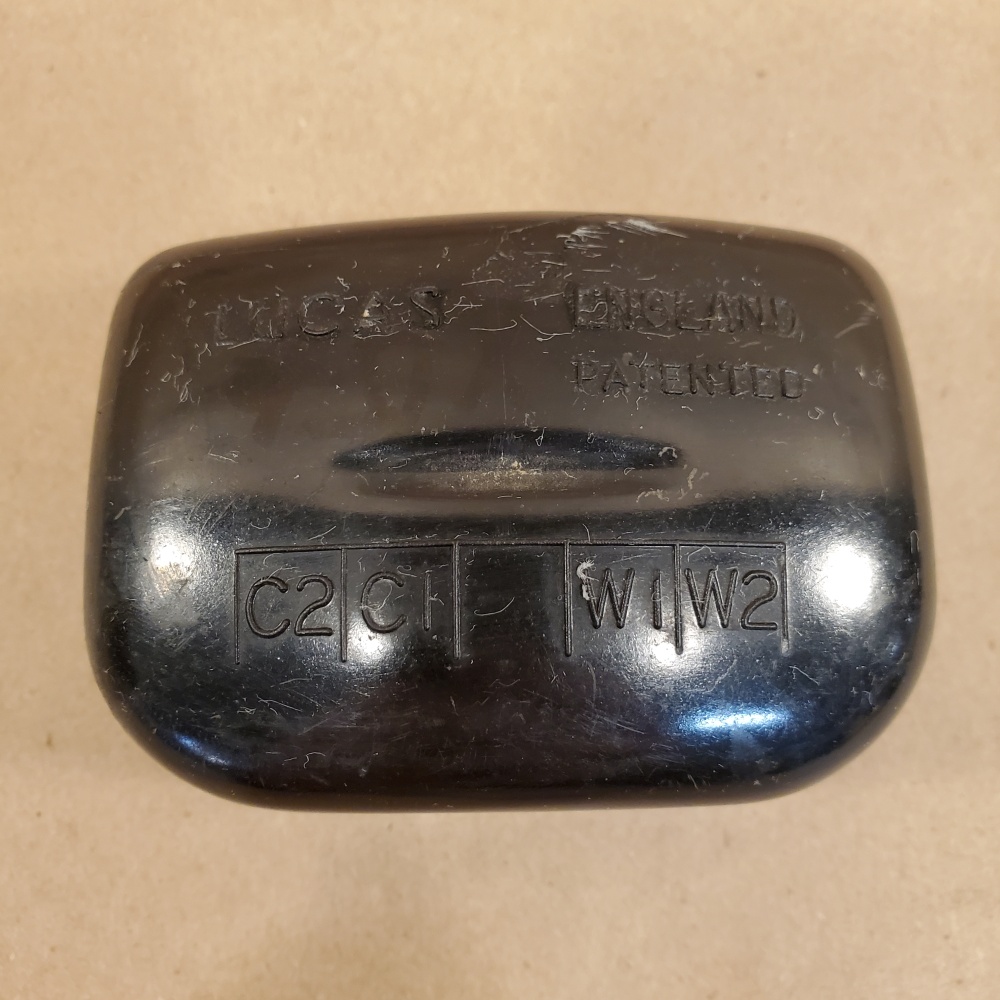 LUCAS ENGLAND
PATENTED
C2 C1 W1 W2